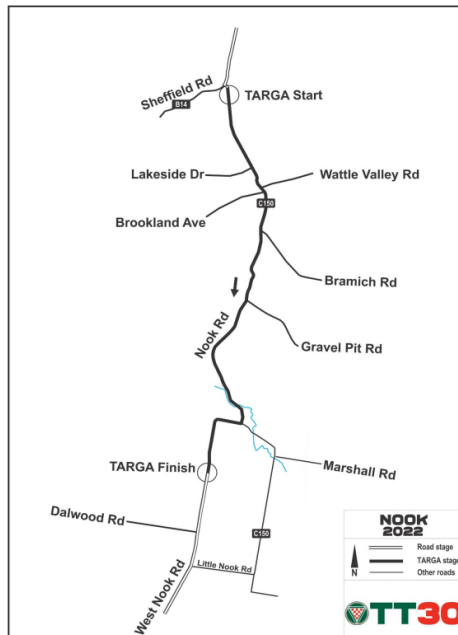 Sheffield Rd
B14
TARGA Start
Lakeside Dr
Wattle Valley Rd
C150
Brookland Ave
Bramich Rd
Nook Rd
Gravel Pit Rd
TARGA Finish
Marshall Rd
Dalwood Rd
C150
Little Nook Rd
West Nook Rd
NOOK
2022
Road stage
TARGA stage
Other roads
N
TT30